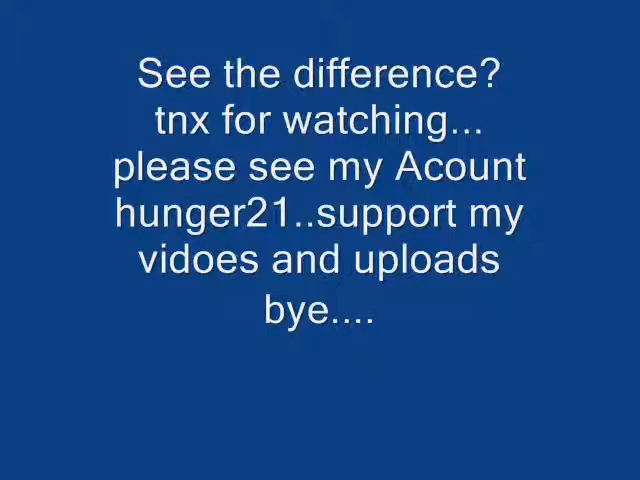 See the difference?
tnx for watching...
please see my Acount
hunger21..support my
vidoes and uploads
bye....